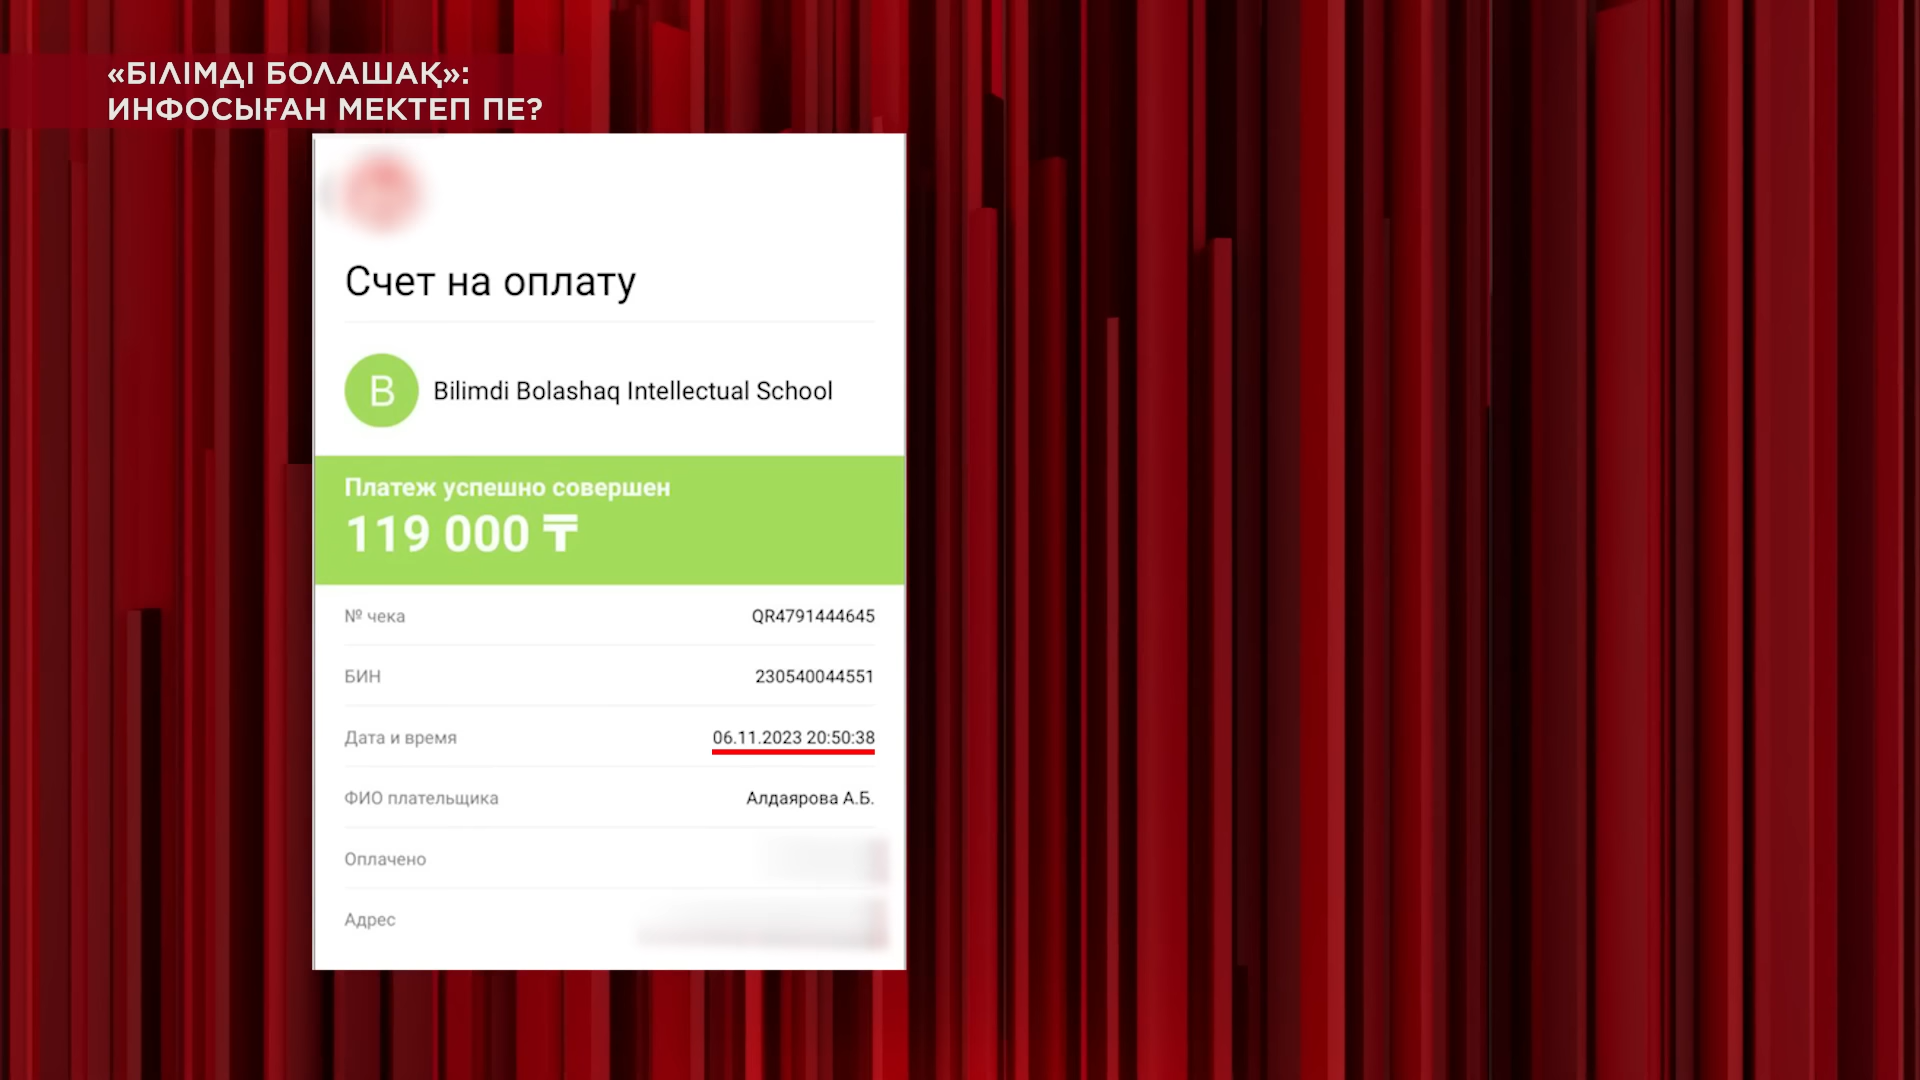 «БІЛІМДІ БОЛАШАҚ»:
ИНФОСЫҒАН МЕКТЕП ПЕ?
Счет на оплату
B
Bilimdi Bolashaq Intellectual School
Платеж успешно совершен
119 000 ₸
№ чека QR4791444645
БИН 230540044551
Дата и время 06.11.2023 20:50:38
ФИО плательщика Алдаярова А.Б.
Оплачено
Адрес